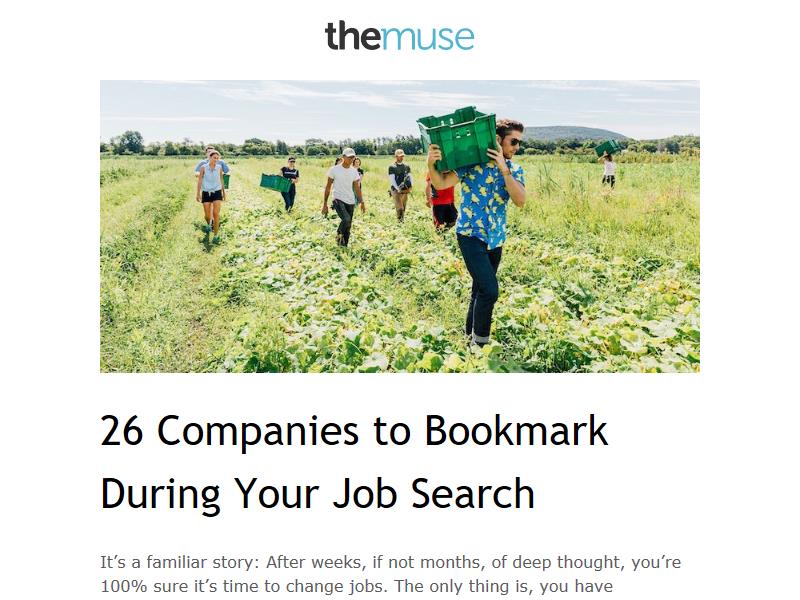 themuse
26 Companies to Bookmark
During Your Job Search
It’s a familiar story: After weeks, if not months, of deep thought, you’re
100% sure it’s time to change jobs. The only thing is, you have